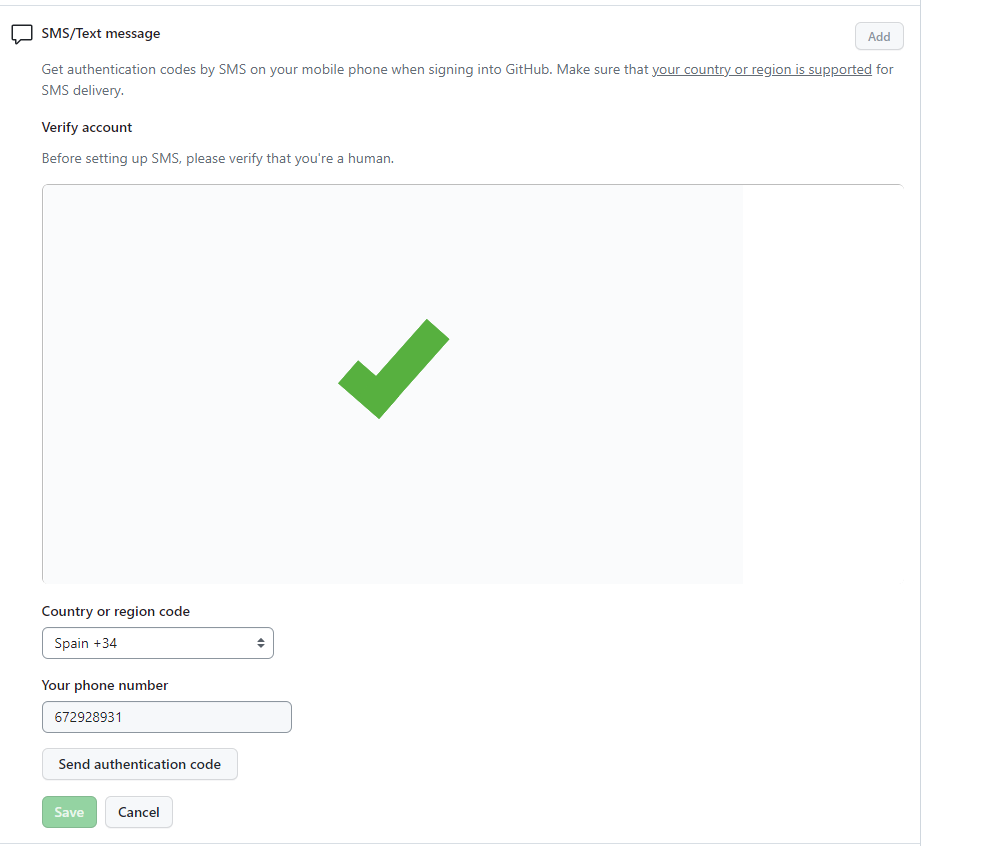 SMS/Text message
Add
Get authentication codes by SMS on your mobile phone when signing into GitHub. Make sure that your country or region is supported for
SMS delivery.
Verify account
Before setting up SMS, please verify that you're a human.
Country or region code
Spain +34
Your phone number
672928931
Send authentication code
Save
Cancel